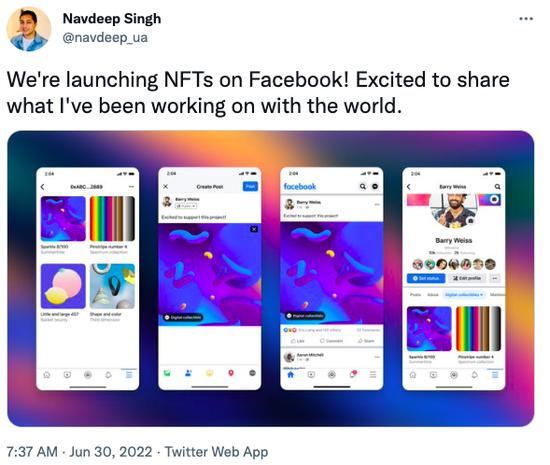 Navdeep Singh
@navdeep_ua
We're launching NFTs on Facebook! Excited to share
what I've been working on with the world.
2:04
0xABC...2B89
Sparkle 8/100
Summertime
Pinstripe number 4
Spectrum collection
Little and large 457
Basket bounty
Shape and color
Third dimension
2:04
Create Post
Post
Barry Weiss
Excited to support this project!
Digital collectibles
2:04
facebook
Barry Weiss
Excited to support this project!
Digital collectibles
Like
Comment
Share
Aaron Mitchell
2:04
Barry Weiss
Barry Weiss
Set status
Edit profile
Posts
About
Digital collectibles
Sparkle 8/100
Summertime
Pinstripe number 4
Spectrum collection
7:37 AM · Jun 30, 2022 · Twitter Web App